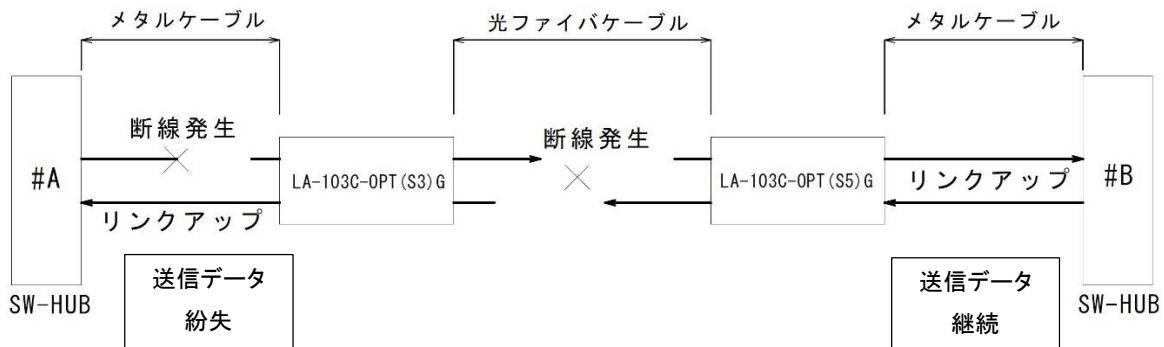 メタルケーブル
光ファイバケーブル
メタルケーブル
断線発生
断線発生
#A
LA-103C-OPT(S3)G
LA-103C-OPT(S5)G
#B
リンクアップ
リンクアップ
SW-HUB
送信データ
紛失
送信データ
継続
SW-HUB